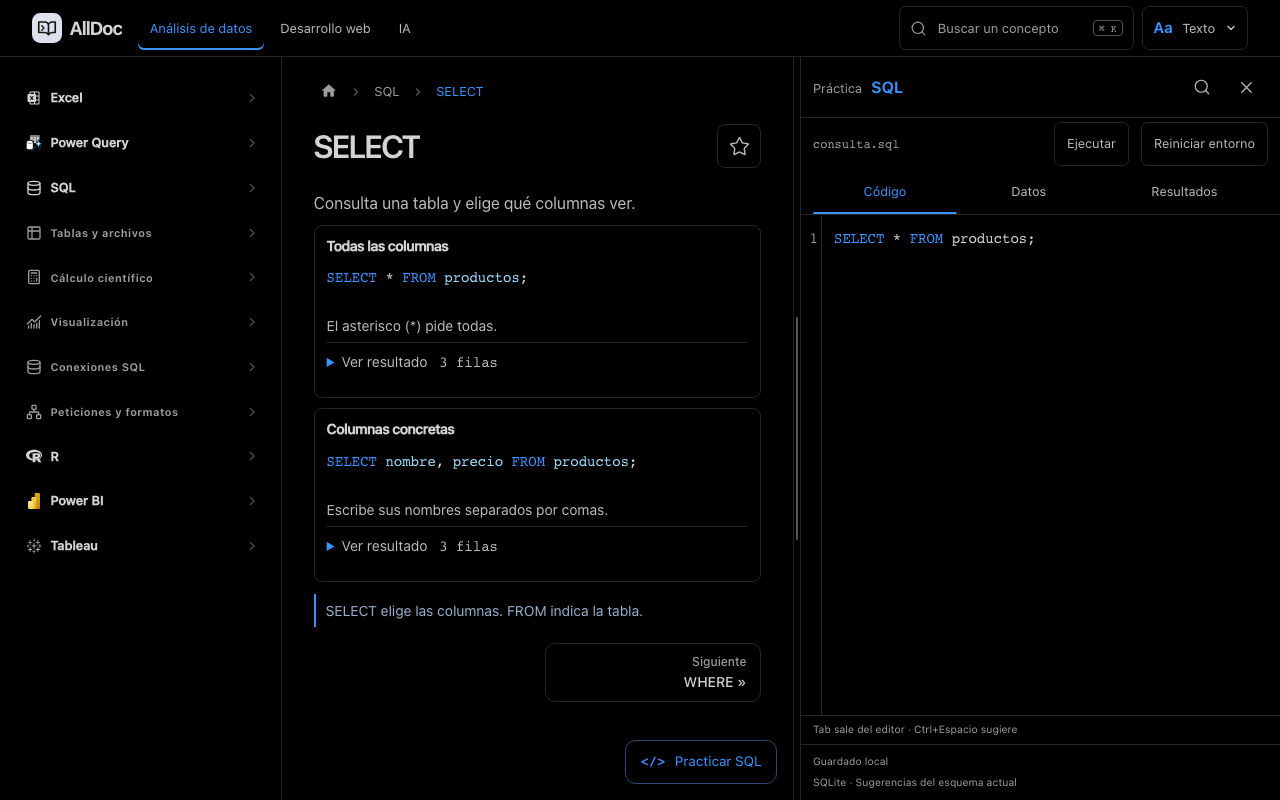 AllDoc
Análisis de datos
Desarrollo web
IA
Buscar un concepto
⌘ K
Aa Texto
Excel
Power Query
SQL
Tablas y archivos
Cálculo científico
Visualización
Conexiones SQL
Peticiones y formatos
R
Power BI
Tableau
SQL
SELECT
SELECT
Consulta una tabla y elige qué columnas ver.
Todas las columnas
SELECT * FROM productos;
El asterisco (*) pide todas.
Ver resultado 3 filas
Columnas concretas
SELECT nombre, precio FROM productos;
Escribe sus nombres separados por comas.
Ver resultado 3 filas
SELECT elige las columnas. FROM indica la tabla.
Siguiente
WHERE »
</> Practicar SQL
Práctica SQL
consulta.sql
Ejecutar
Reiniciar entorno
Código
Datos
Resultados
1 SELECT * FROM productos;
Tab sale del editor · Ctrl+Espacio sugiere
Guardado local
SQLite · Sugerencias del esquema actual